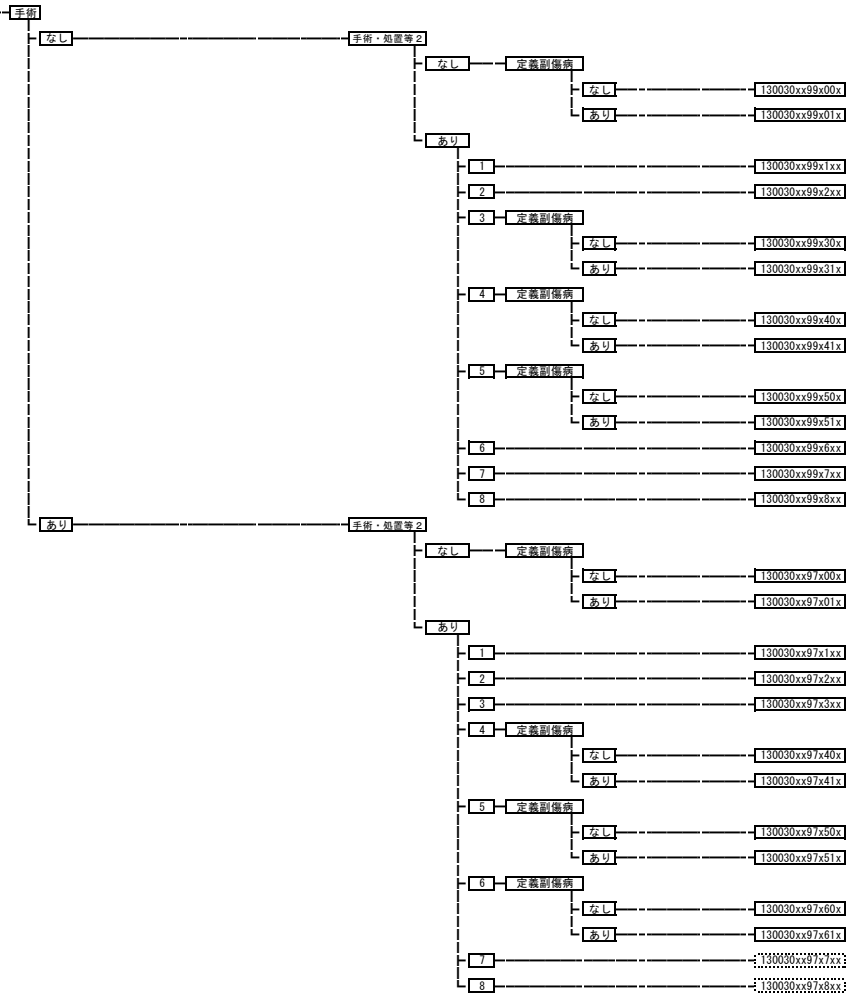 手術
なし 手術・処置等2
なし 定義副傷病
なし 130030xx99x00x
あり 130030xx99x01x
あり
1 130030xx99x1xx
2 130030xx99x2xx
3 定義副傷病
なし 130030xx99x30x
あり 130030xx99x31x
4 定義副傷病
なし 130030xx99x40x
あり 130030xx99x41x
5 定義副傷病
なし 130030xx99x50x
あり 130030xx99x51x
6 130030xx99x6xx
7 130030xx99x7xx
8 130030xx99x8xx
あり 手術・処置等2
なし 定義副傷病
なし 130030xx97x00x
あり 130030xx97x01x
あり
1 130030xx97x1xx
2 130030xx97x2xx
3 130030xx97x3xx
4 定義副傷病
なし 130030xx97x40x
あり 130030xx97x41x
5 定義副傷病
なし 130030xx97x50x
あり 130030xx97x51x
6 定義副傷病
なし 130030xx97x60x
あり 130030xx97x61x
7 130030xx97x7xx
8 130030xx97x8xx